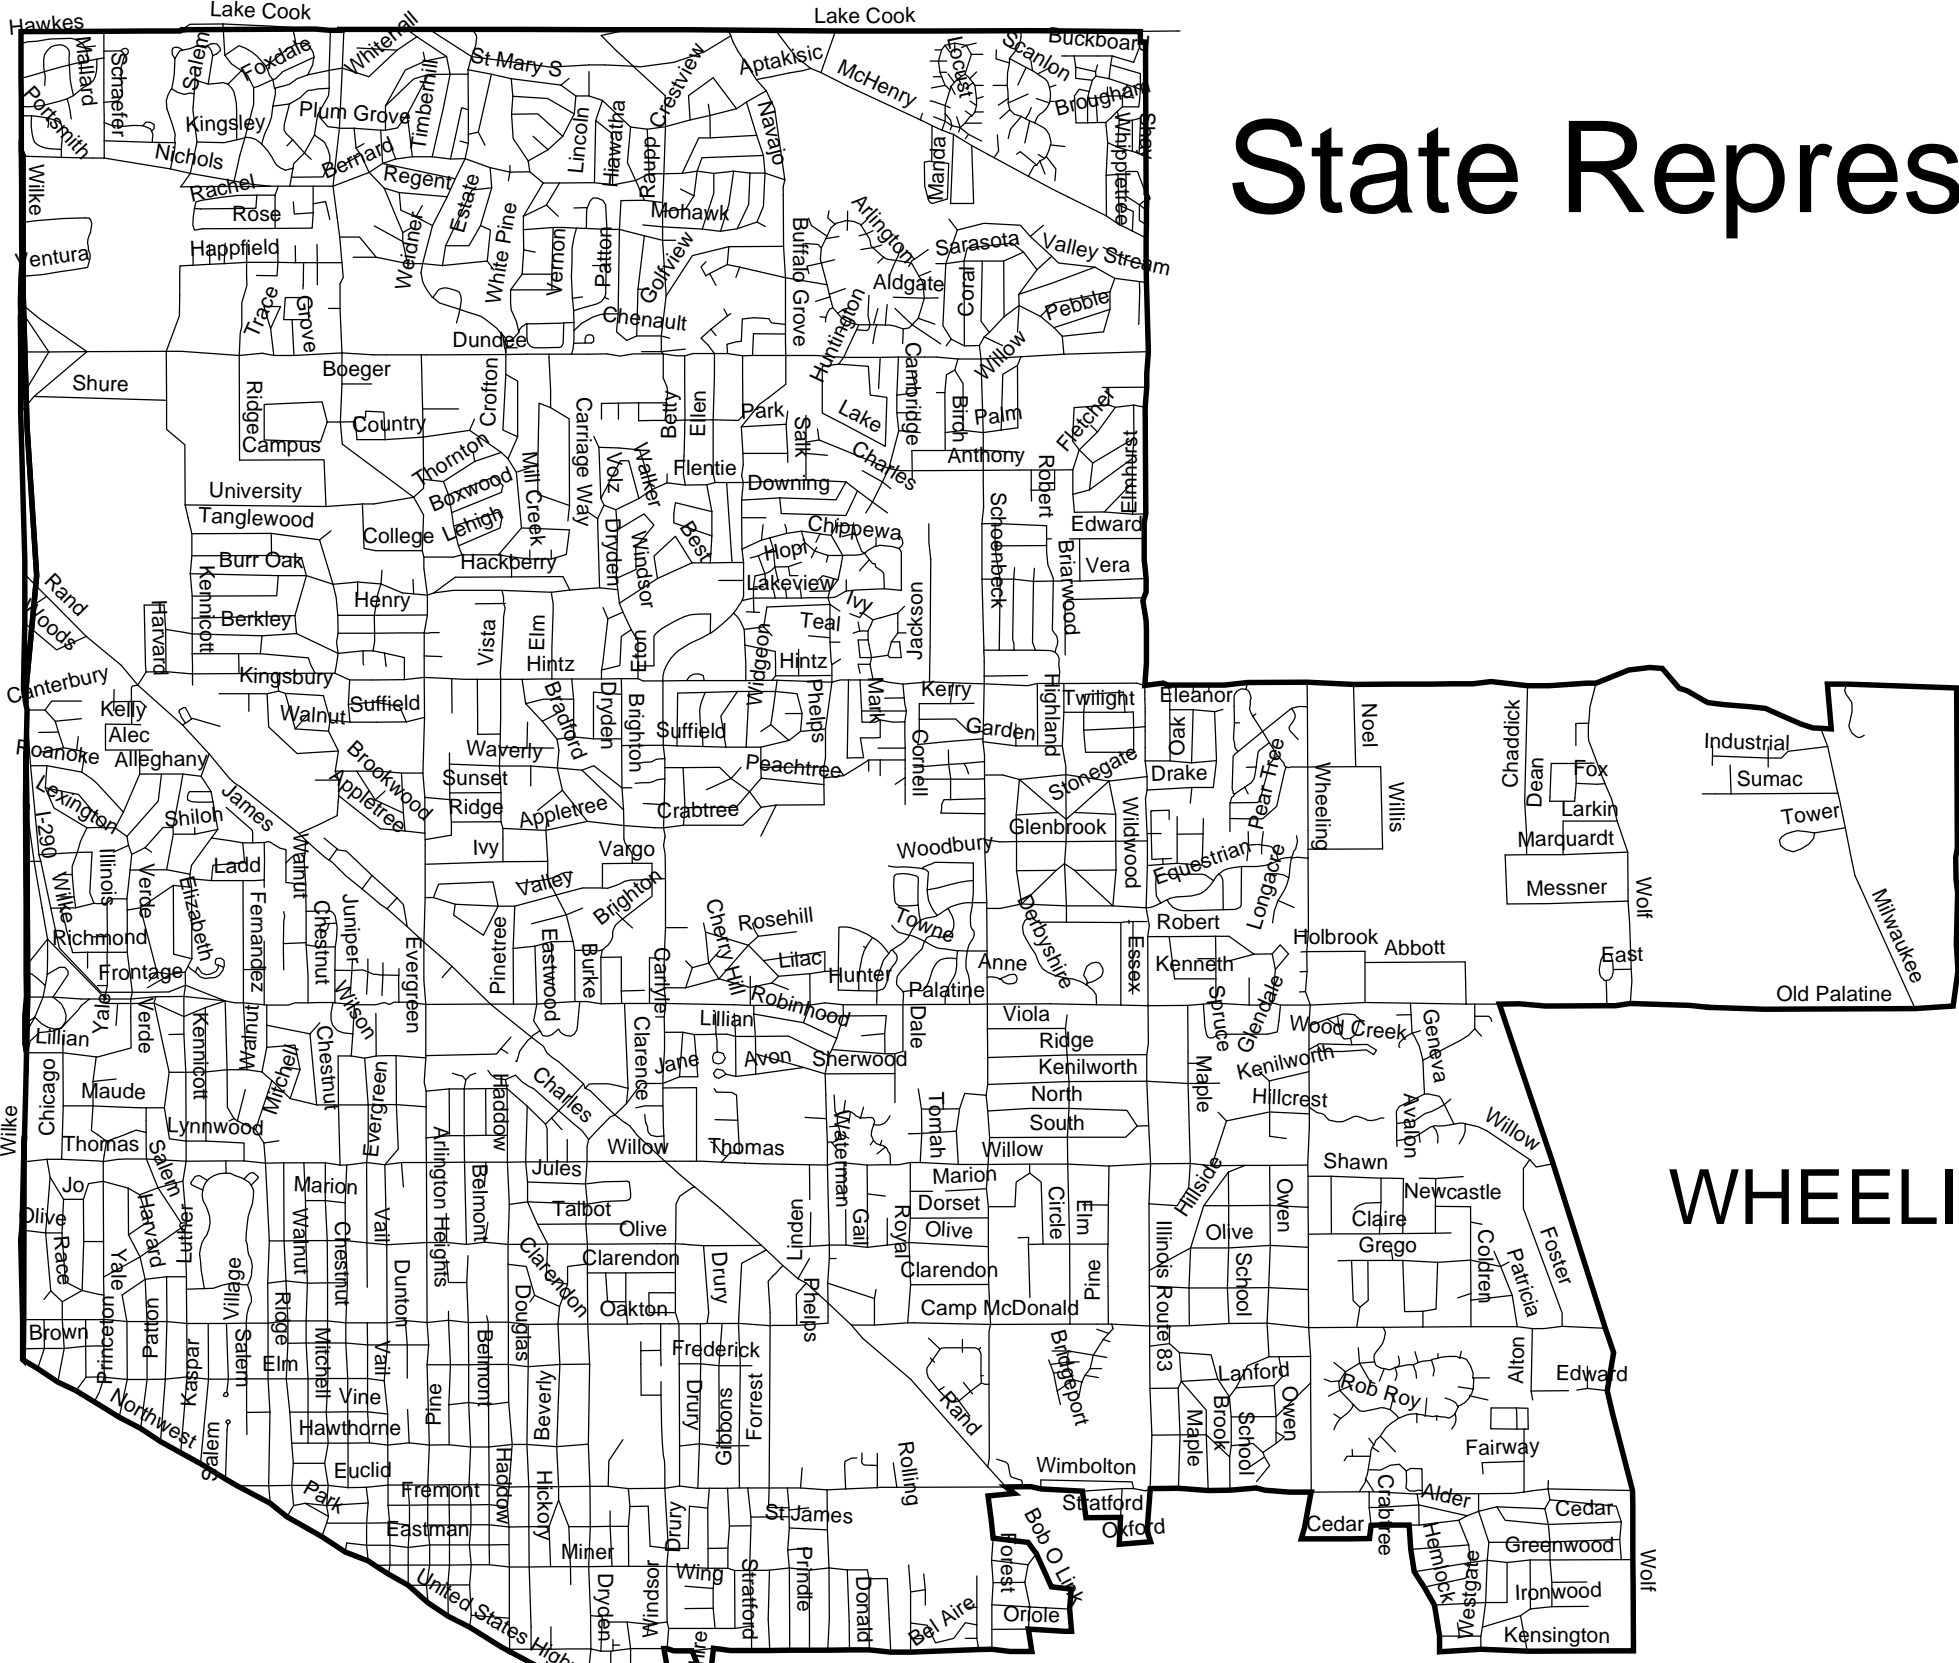 Hawkes
Lake Cook
Lake Cook
Mallard
Schaefer
Salem
Foxdale
Whitehall
St Mary S
Crestview
Aptakisic
McHenry
Locust
Scanlon
Buckboard
Portsmith
Kingsley
Plum Grove
Timberhill
Lincoln
Hiawatha
Raupp
Navajo
Brougham
Whippletree
Nichols
Bernard
Manda
State Repres
Wilke
Rachel
Regent
Estate
Rose
Mohawk
Arlington
Ventura
Happfield
Weidner
White Pine
Vernon
Patton
Golfview
Buffalo Grove
Sarasota
Valley Stream
Aldgate
Coral
Pebble
Trace
Grove
Chenault
Huntington
Dundee
Willow
Shure
Boeger
Crofton
Cambridge
Ridge
Campus
Country
Carriage Way
Betty
Ellen
Park
Salk
Lake
Birch
Palm
Fletcher
Elmhurst
Thornton
Boxwood
Mill Creek
Volz
Walker
Flentie
Charles
Anthony
Robert
University
Downing
Tanglewood
College
Lehigh
Dryden
Windsor
Best
Hopi
Chippewa
Schoenbeck
Edward
Burr Oak
Hackberry
Lakeview
Briarwood
Vera
Rand
Woods
Harvard
Kennicott
Berkley
Henry
Vista
Elm
Eton
Ivy
Teal
Jackson
Widgeon
Hintz
Hintz
Canterbury
Kingsbury
Kelly
Alec
Walnut
Suffield
Bradford
Dryden
Brighton
Suffield
Phelps
Mark
Kerry
Garden
Highland
Twilight
Eleanor
Oak
Noel
Chaddick
Industrial
Roanoke
Alleghany
Brookwood
Waverly
Peachtree
Cornell
Stonegate
Drake
Pear Tree
Wheeling
Willis
Dean
Fox
Sumac
Lexington
James
Appletree
Sunset
Ridge
Appletree
Crabtree
Larkin
Tower
I-290
Shiloh
Glenbrook
Wildwood
Marquardt
Illinois
Verde
Ladd
Walnut
Ivy
Vargo
Woodbury
Equestrian
Longacre
Messner
Wolf
Wilke
Elizabeth
Fernandez
Chestnut
Juniper
Valley
Brighton
Cherry Hill
Rosehill
Towne
Derbyshire
Robert
Milwaukee
Richmond
Evergreen
Pinetree
Eastwood
Burke
Carlyle
Lilac
Hunter
Essex
Holbrook
Abbott
East
Frontage
Anne
Kenneth
Palatine
Old Palatine
Yale
Verde
Kennicott
Walnut
Wilson
Robinhood
Viola
Spruce
Glendale
Wood Creek
Geneva
Lillian
Lillian
Dale
Ridge
Chicago
Mitchell
Chestnut
Clarence
Jane
Avon
Sherwood
Kenilworth
Kenilworth
Maude
Evergreen
Haddow
Charles
Tomah
North
Maple
Hillcrest
Avalon
Willow
Wilke
Lynnwood
South
Thomas
Salem
Willow
Thomas
Waterman
Willow
Shawn
WHEELI
Jo
Marion
Arlington Heights
Belmont
Jules
Marion
Hillside
Owen
Newcastle
Olive
Race
Harvard
Luther
Walnut
Chestnut
Vail
Talbot
Linden
Gail
Royal
Dorset
Circle
Elm
Claire
Olive
Olive
Olive
Yale
Village
Clarendon
Clarendon
Clarendon
Drury
Illinois Route83
School
Grego
Coldren
Patricia
Foster
Dunton
Pine
Princeton
Patton
Ridge
Douglas
Oakton
Phelps
Camp McDonald
Brown
Kaspar
Salem
Elm
Mitchell
Vail
Belmont
Frederick
Bridgeport
Alton
Edward
Lanford
Rob Roy
Northwest
Vine
Pine
Beverly
Drury
Gibbons
Forrest
Rand
Maple
Brook
School
Owen
Hawthorne
Salem
Fairway
Euclid
Haddow
Hickory
Rolling
Wimbolton
Park
Fremont
Drury
St James
Stratford
Crabtree
Alder
Cedar
Eastman
Bob O Link
Oxford
Cedar
Miner
Forest
Hemlock
Greenwood
United States Highw
Dryden
Windsor
Wing
Stratford
Prindle
Donald
Westgate
Ironwood
Wolf
Bel Aire
Oriole
Kensington